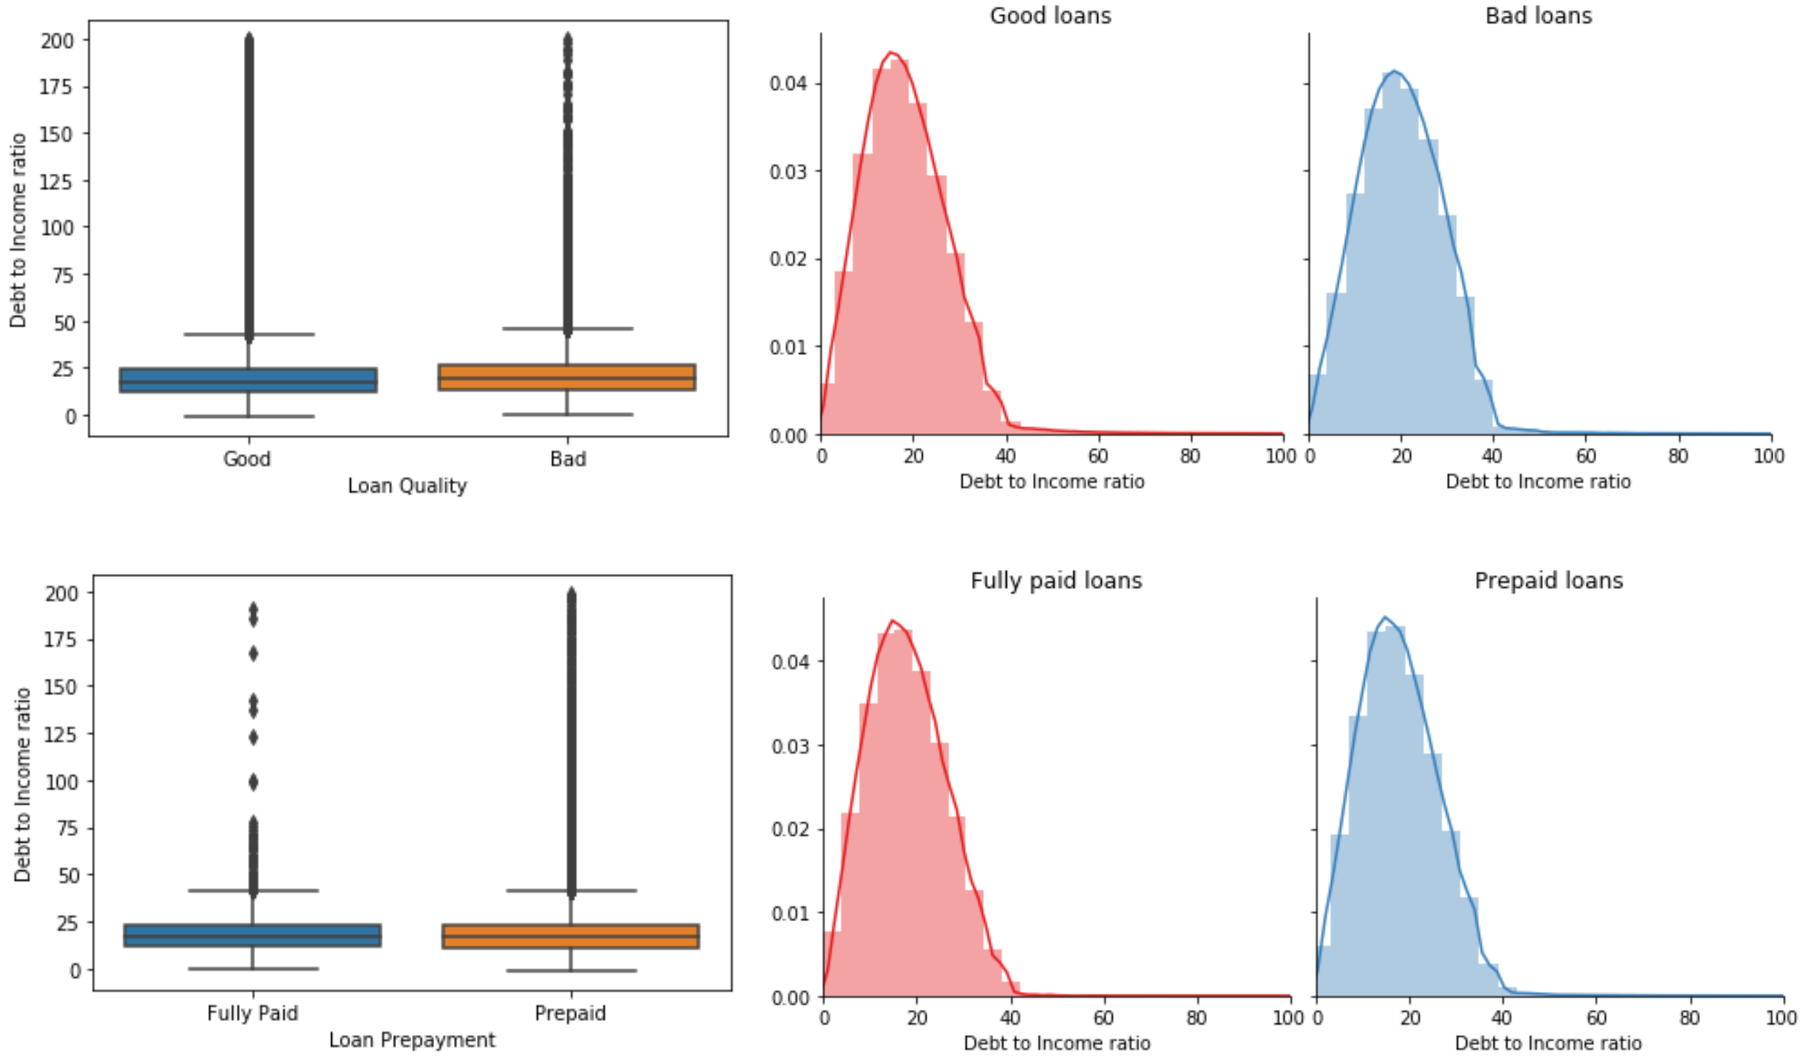 Good loans
Bad loans
200
175
150
125
100
75
50
25
0
Debt to Income ratio
Good
Bad
Loan Quality
0.04
0.03
0.02
0.01
0.00
0 20 40 60 80 100
Debt to Income ratio
0 20 40 60 80 100
Debt to Income ratio
Fully paid loans
Prepaid loans
200
175
150
125
100
75
50
25
0
Debt to Income ratio
Fully Paid
Prepaid
Loan Prepayment
0.04
0.03
0.02
0.01
0.00
0 20 40 60 80 100
Debt to Income ratio
0 20 40 60 80 100
Debt to Income ratio